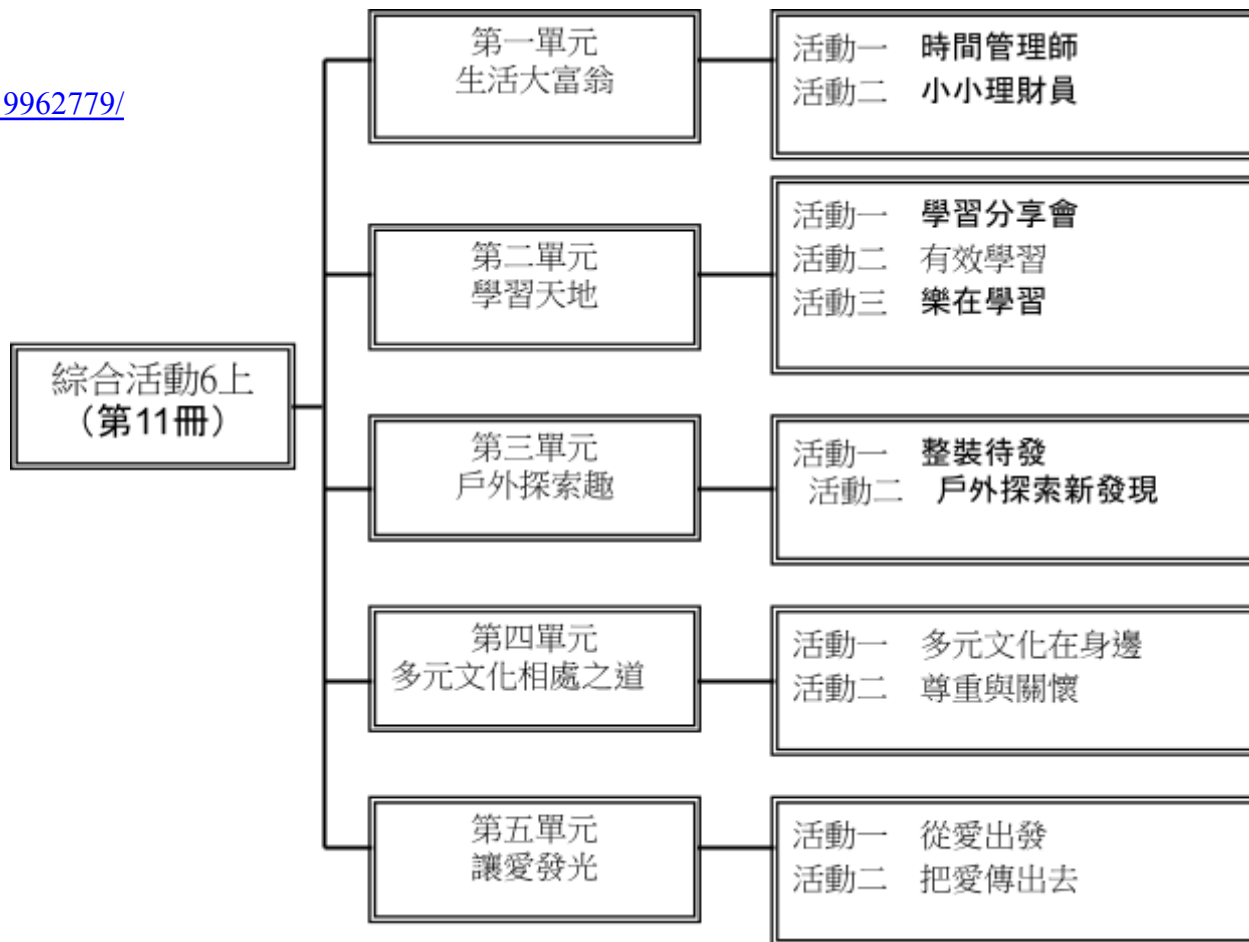 9962779/
綜合活動6上
（第11冊）
第一單元
生活大富翁
活動一　時間管理師
活動二　小小理財員
第二單元
學習天地
活動一　學習分享會
活動二　有效學習
活動三　樂在學習
第三單元
戶外探索趣
活動一　整裝待發
活動二　戶外探索新發現
第四單元
多元文化相處之道
活動一　多元文化在身邊
活動二　尊重與關懷
第五單元
讓愛發光
活動一　從愛出發
活動二　把愛傳出去